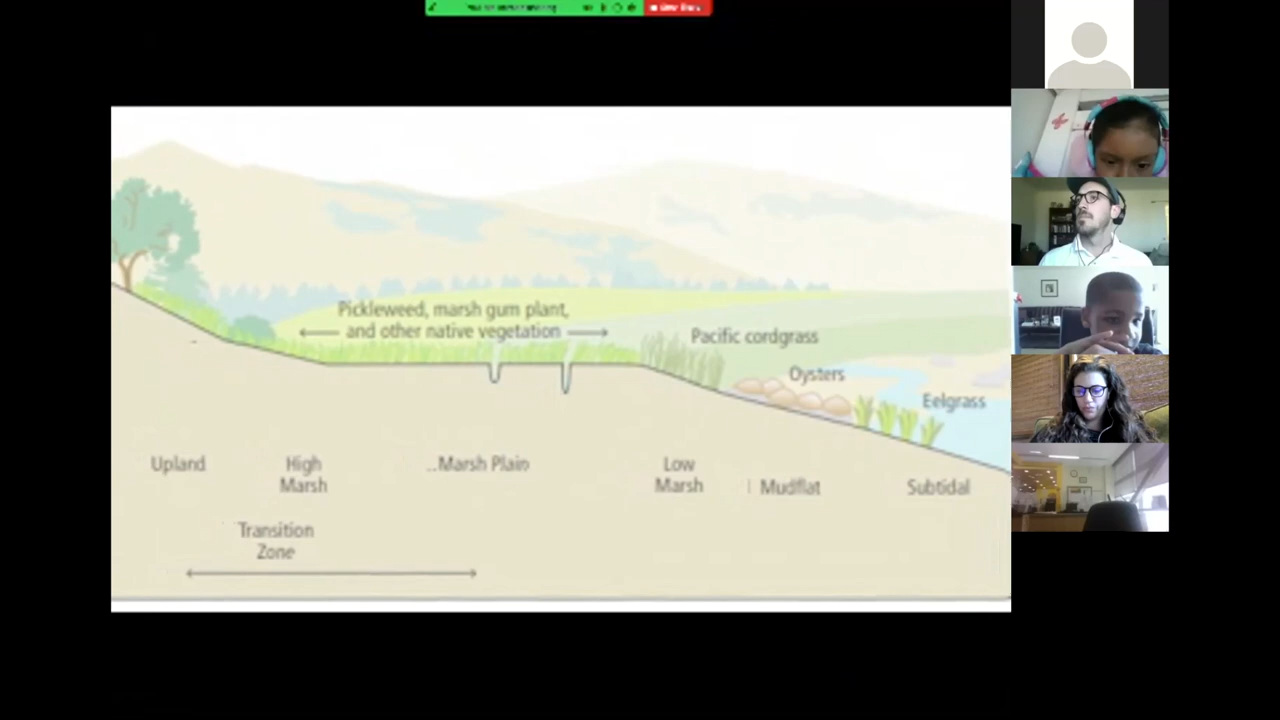 Pickleweed, marsh gum plant,
and other native vegetation
Pacific cordgrass
Oysters
Eelgrass
Upland
High
Marsh
Marsh Plain
Low
Marsh
Mudflat
Subtidal
Transition
Zone